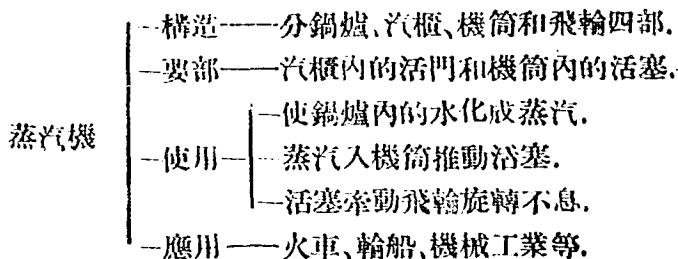 構造——分鍋爐、汽櫃、機筒和飛輪四部.
要部——汽櫃內的活門和機筒內的活塞.
使鍋爐內的水化成蒸汽.
蒸汽機
使用
蒸汽入機筒推動活塞.
活塞牽動飛輪旋轉不息.
應用——火車、輪船、機械工業等.